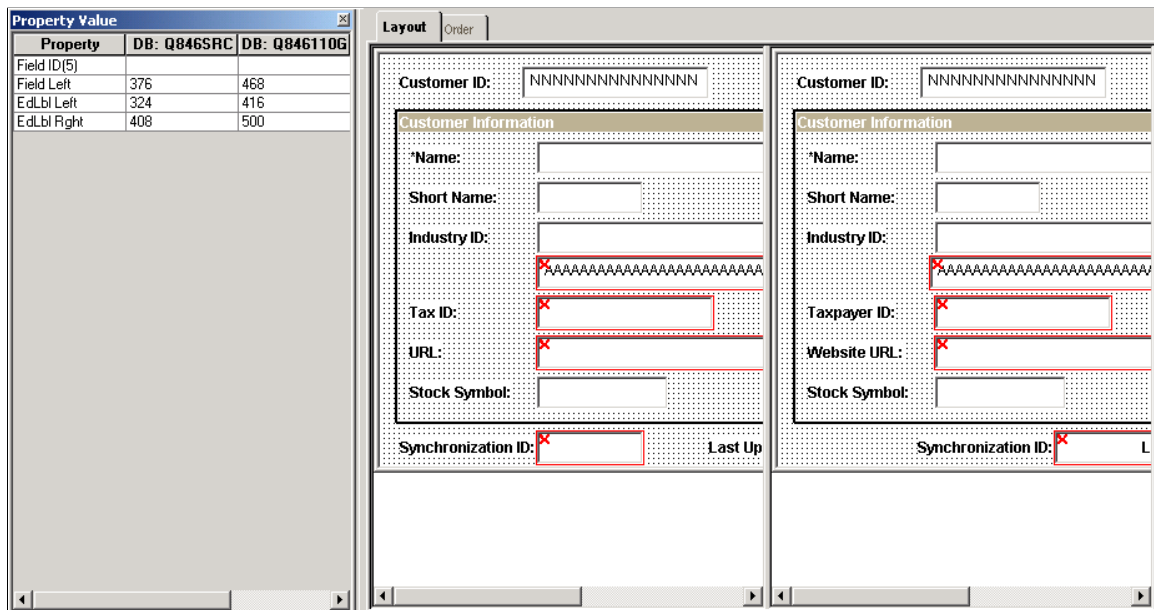 Property Value
Property DB: Q846SRC DB: Q846110G
Field ID(5)
Field Left 376 468
EdLbl Left 324 416
EdLbl Rght 408 500
Layout Order
Customer ID: NNNNNNNNNNNNNNN
Customer Information
*Name:
Short Name:
Industry ID:
Tax ID:
URL:
Stock Symbol:
Synchronization ID: Last Up
Customer ID: NNNNNNNNNNNNNNN
Customer Information
*Name:
Short Name:
Industry ID:
Taxpayer ID:
Website URL:
Stock Symbol:
Synchronization ID: L